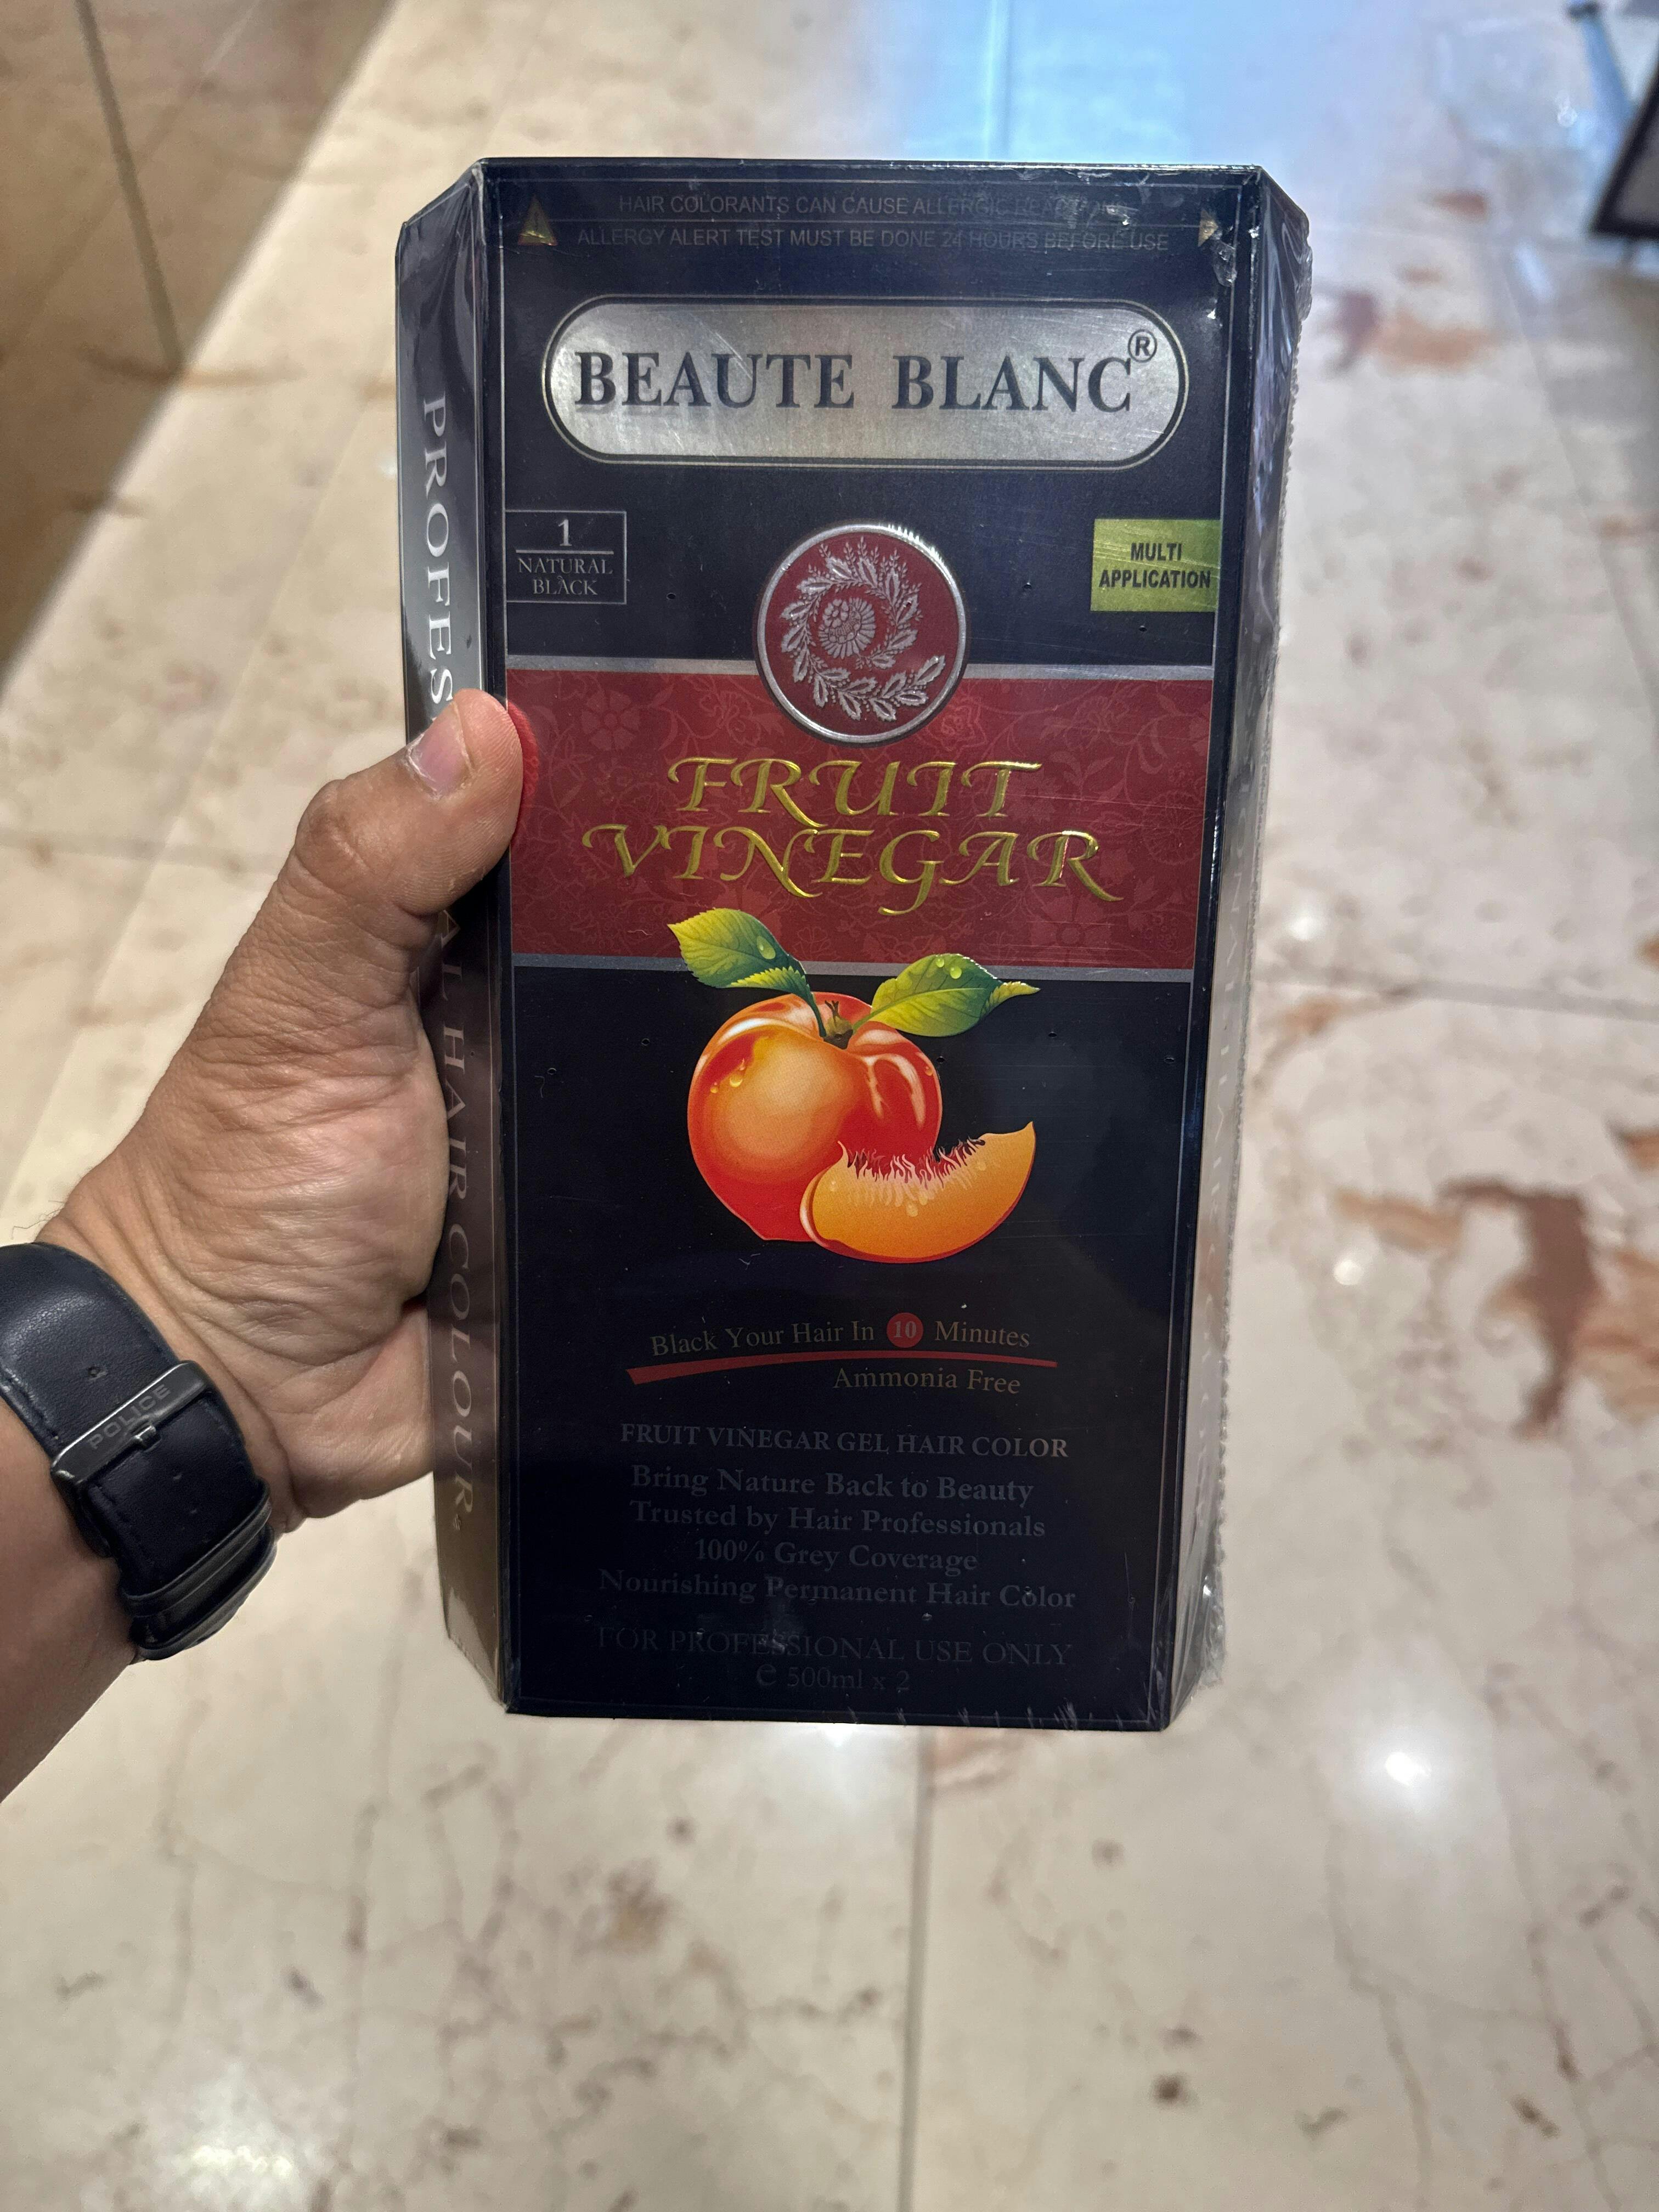 HAIR COLORANTS CAN CAUSE ALLERGIC REACTIONS
ALLERGY ALERT TEST MUST BE DONE 24 HOURS BEFORE USE
BEAUTE BLANC®
1
NATURAL
BLACK
MULTI
APPLICATION
FRUIT
VINEGAR
Black Your Hair In 10 Minutes
Ammonia Free
FRUIT VINEGAR GEL HAIR COLOR
Bring Nature Back to Beauty
Trusted by Hair Professionals
100% Grey Coverage
Nourishing Permanent Hair Color
FOR PROFESSIONAL USE ONLY
℮ 500ml x 2
PROFES AL HAIR COLOUR
POLICE